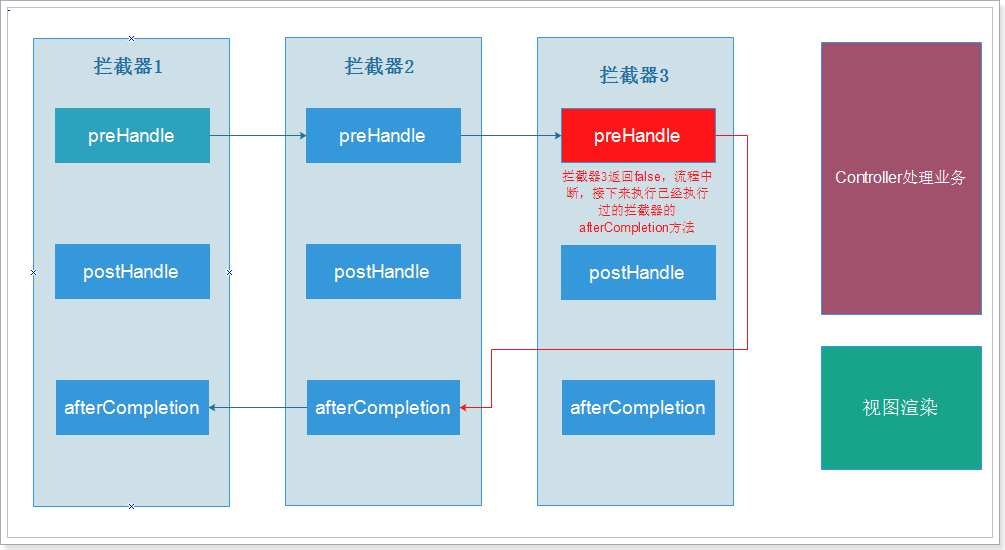 拦截器1
拦截器2
拦截器3
preHandle
preHandle
preHandle
拦截器3返回false，流程中
断，接下来执行已经执行
过的拦截器的
afterCompletion方法
postHandle
postHandle
postHandle
afterCompletion
afterCompletion
afterCompletion
Controller处理业务
视图渲染